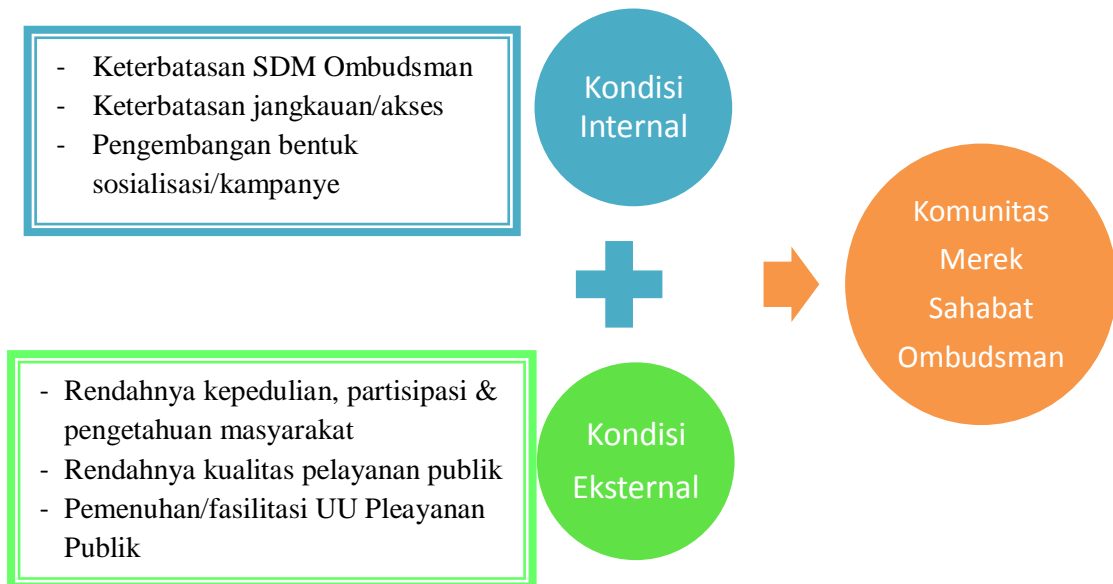 - Keterbatasan SDM Ombudsman
- Keterbatasan jangkauan/akses
- Pengembangan bentuk
sosialisasi/kampanye
Kondisi
Internal
- Rendahnya kepedulian, partisipasi &
pengetahuan masyarakat
- Rendahnya kualitas pelayanan publik
- Pemenuhan/fasilitasi UU Pleayanan
Publik
Kondisi
Eksternal
Komunitas
Merek
Sahabat
Ombudsman